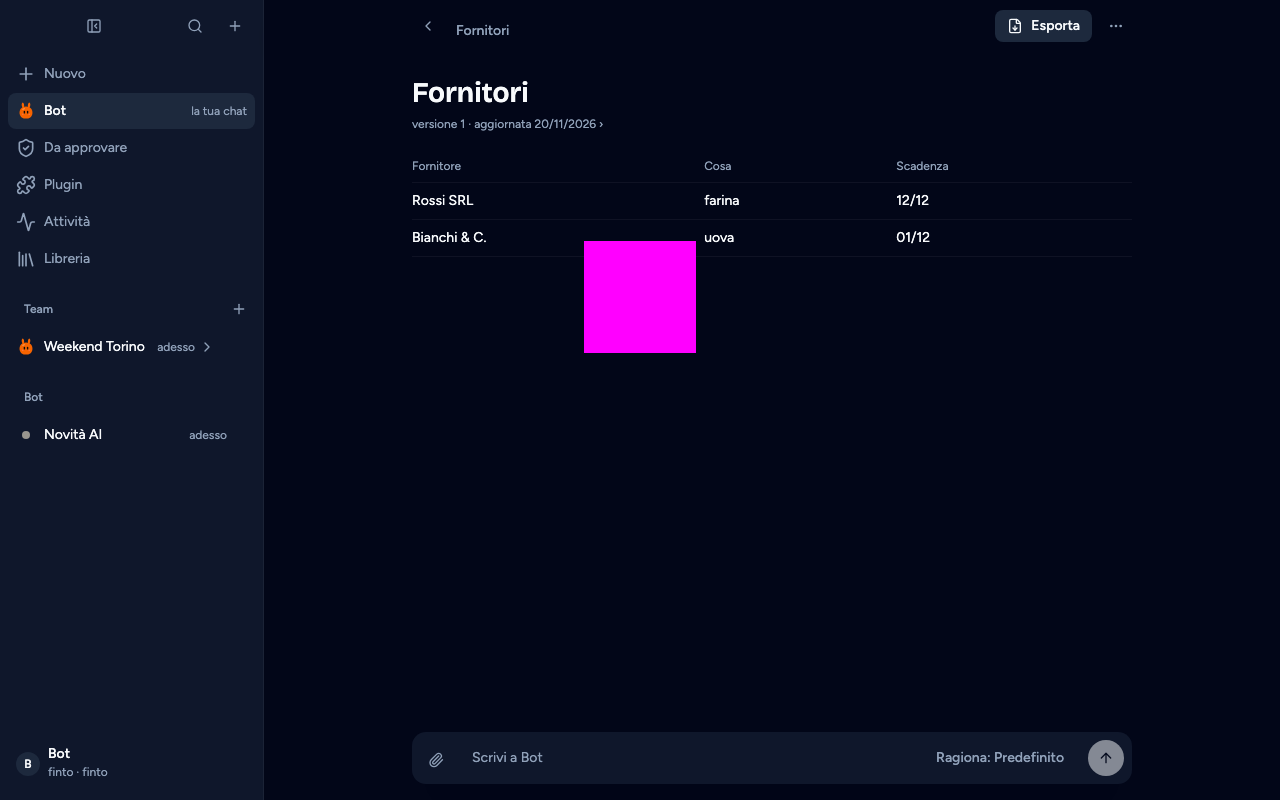 Nuovo
Bot la tua chat
Da approvare
Plugin
Attività
Libreria
Team
Weekend Torino adesso
Bot
Novità AI adesso
B Bot
finto · finto
Fornitori
Esporta
Fornitori
versione 1 · aggiornata 20/11/2026 ›
Fornitore Cosa Scadenza
Rossi SRL farina 12/12
Bianchi & C. uova 01/12
Scrivi a Bot Ragiona: Predefinito